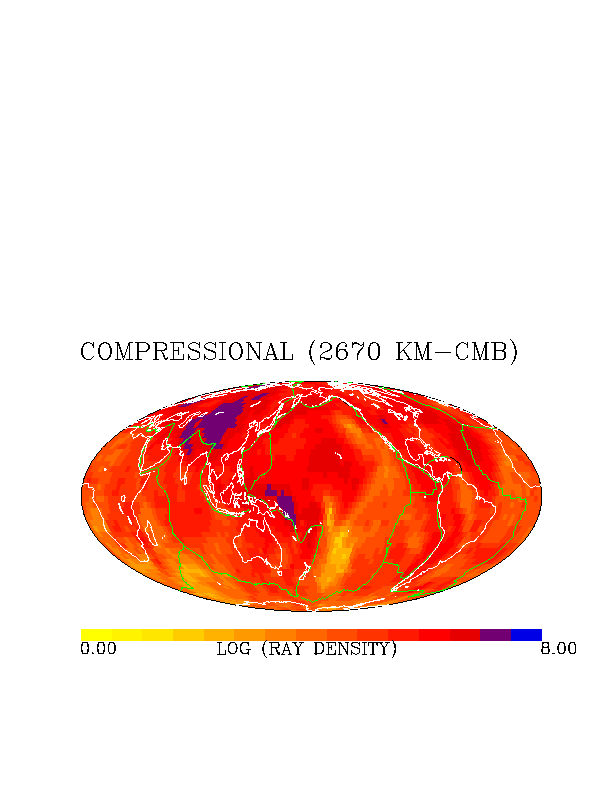 COMPRESSIONAL (2670 KM-CMB)
0.00 LOG (RAY DENSITY) 8.00